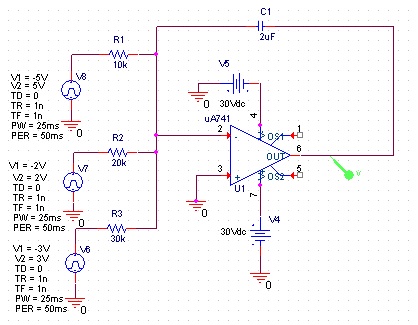 C1
2uF
R1
10k
V8
V1 = -5V
V2 = 5V
TD = 0
TR = 1n
TF = 1n
PW = 25ms
PER = 50ms
0
V5
30Vdc
0
4
uA741
2
-
OS1
1
OUT
6
V
3
+
OS2
5
U1
7
0
R2
20k
V7
V1 = -2V
V2 = 2V
TD = 0
TR = 1n
TF = 1n
PW = 25ms
PER = 50ms
0
R3
30k
V6
V1 = -3V
V2 = 3V
TD = 0
TR = 1n
TF = 1n
PW = 25ms
PER = 50ms
0
V4
30Vdc
0